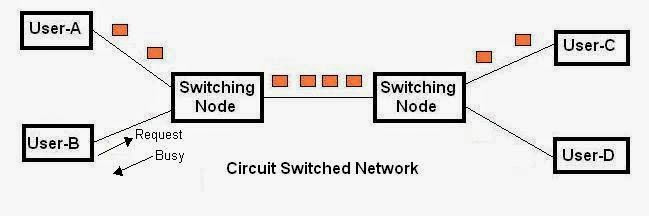 User-A
User-C
Switching
Node
Switching
Node
User-B
Request
Busy
User-D
Circuit Switched Network